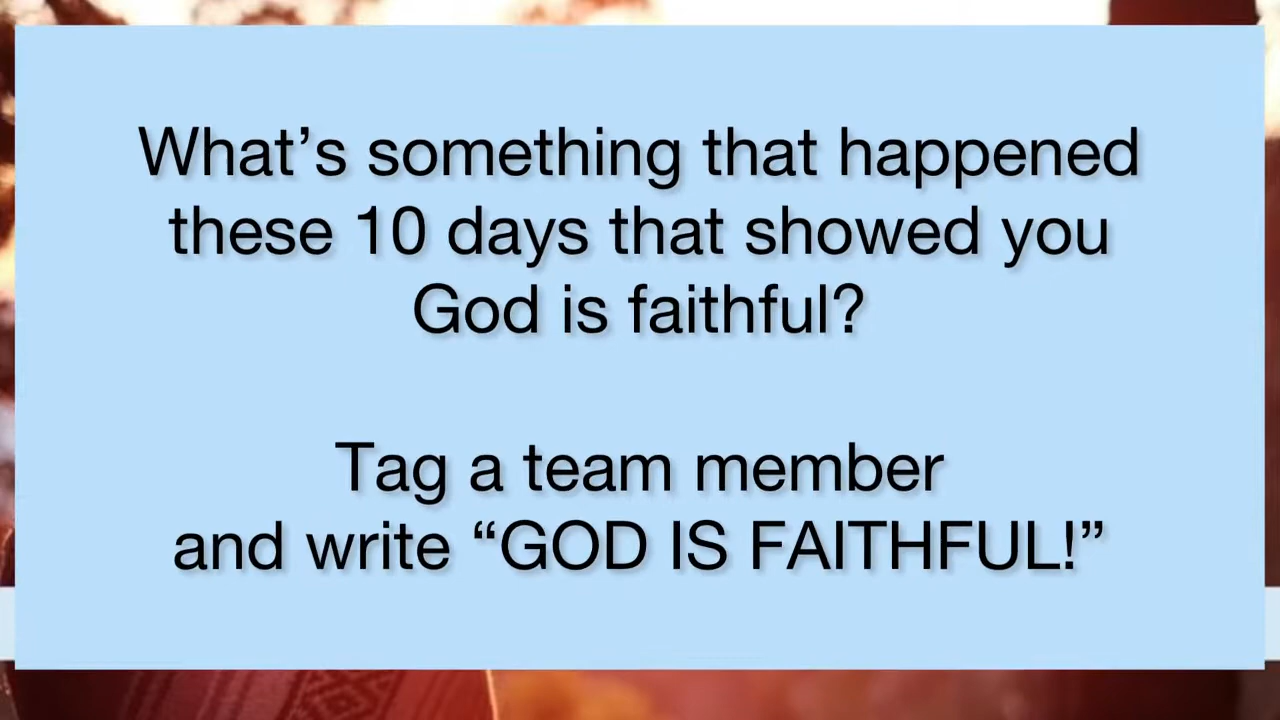 What’s something that happened
these 10 days that showed you
God is faithful?
Tag a team member
and write “GOD IS FAITHFUL!”